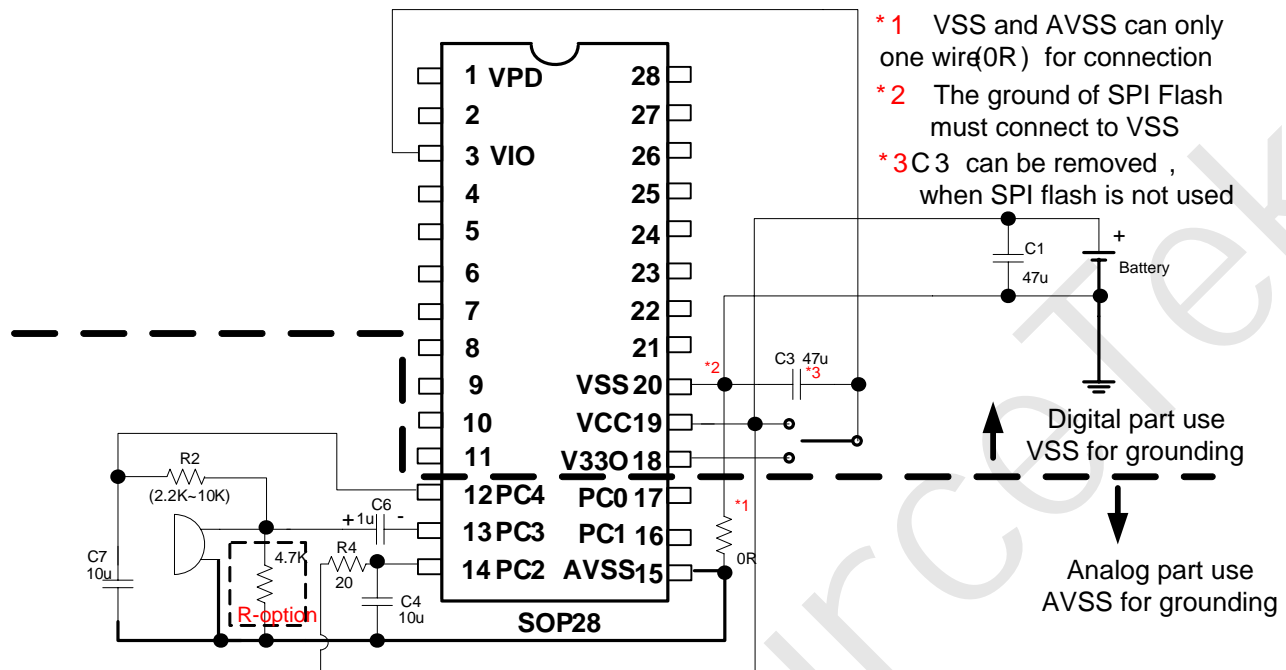 *1 VSS and AVSS can only
one wire(0R) for connection
*2 The ground of SPI Flash
must connect to VSS
*3 C3 can be removed ,
when SPI flash is not used
1 VPD
2
3 VIO
4
5
6
7
8
9
10
11
12 PC4
13 PC3
14 PC2
28
27
26
25
24
23
22
21
VSS 20
VCC 19
V33O 18
PC0 17
PC1 16
AVSS 15
SOP28
+
C1
47u
Battery
*2
C3 47u
*3
Digital part use
VSS for grounding
*1
0R
Analog part use
AVSS for grounding
R2
(2.2K~10K)
C6
+ 1u -
4.7K
R-option
R4
20
C7
10u
C4
10u
urceTek